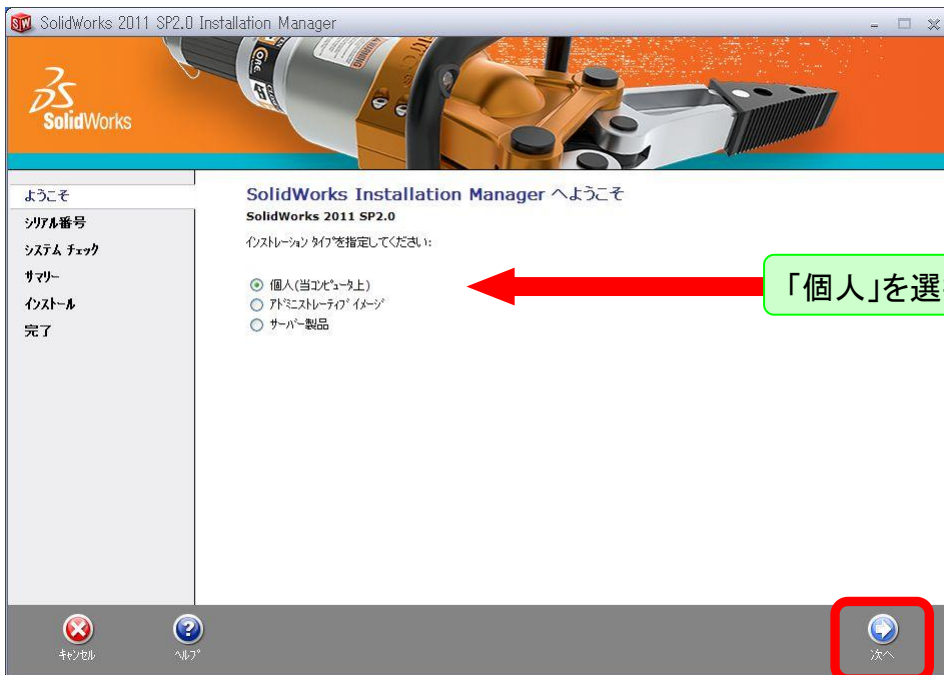 SolidWorks 2011 SP2.0 Installation Manager
SolidWorks
ようこそ
シリアル番号
システム チェック
サマリー
インストール
完了
SolidWorks Installation Manager へようこそ
SolidWorks 2011 SP2.0
インストレーション タイプを指定してください:
個人(当コンピュータ上)
アドミニストレーティブ イメージ
サーバー製品
「個人」を選
キャンセル
ヘルプ
次へ